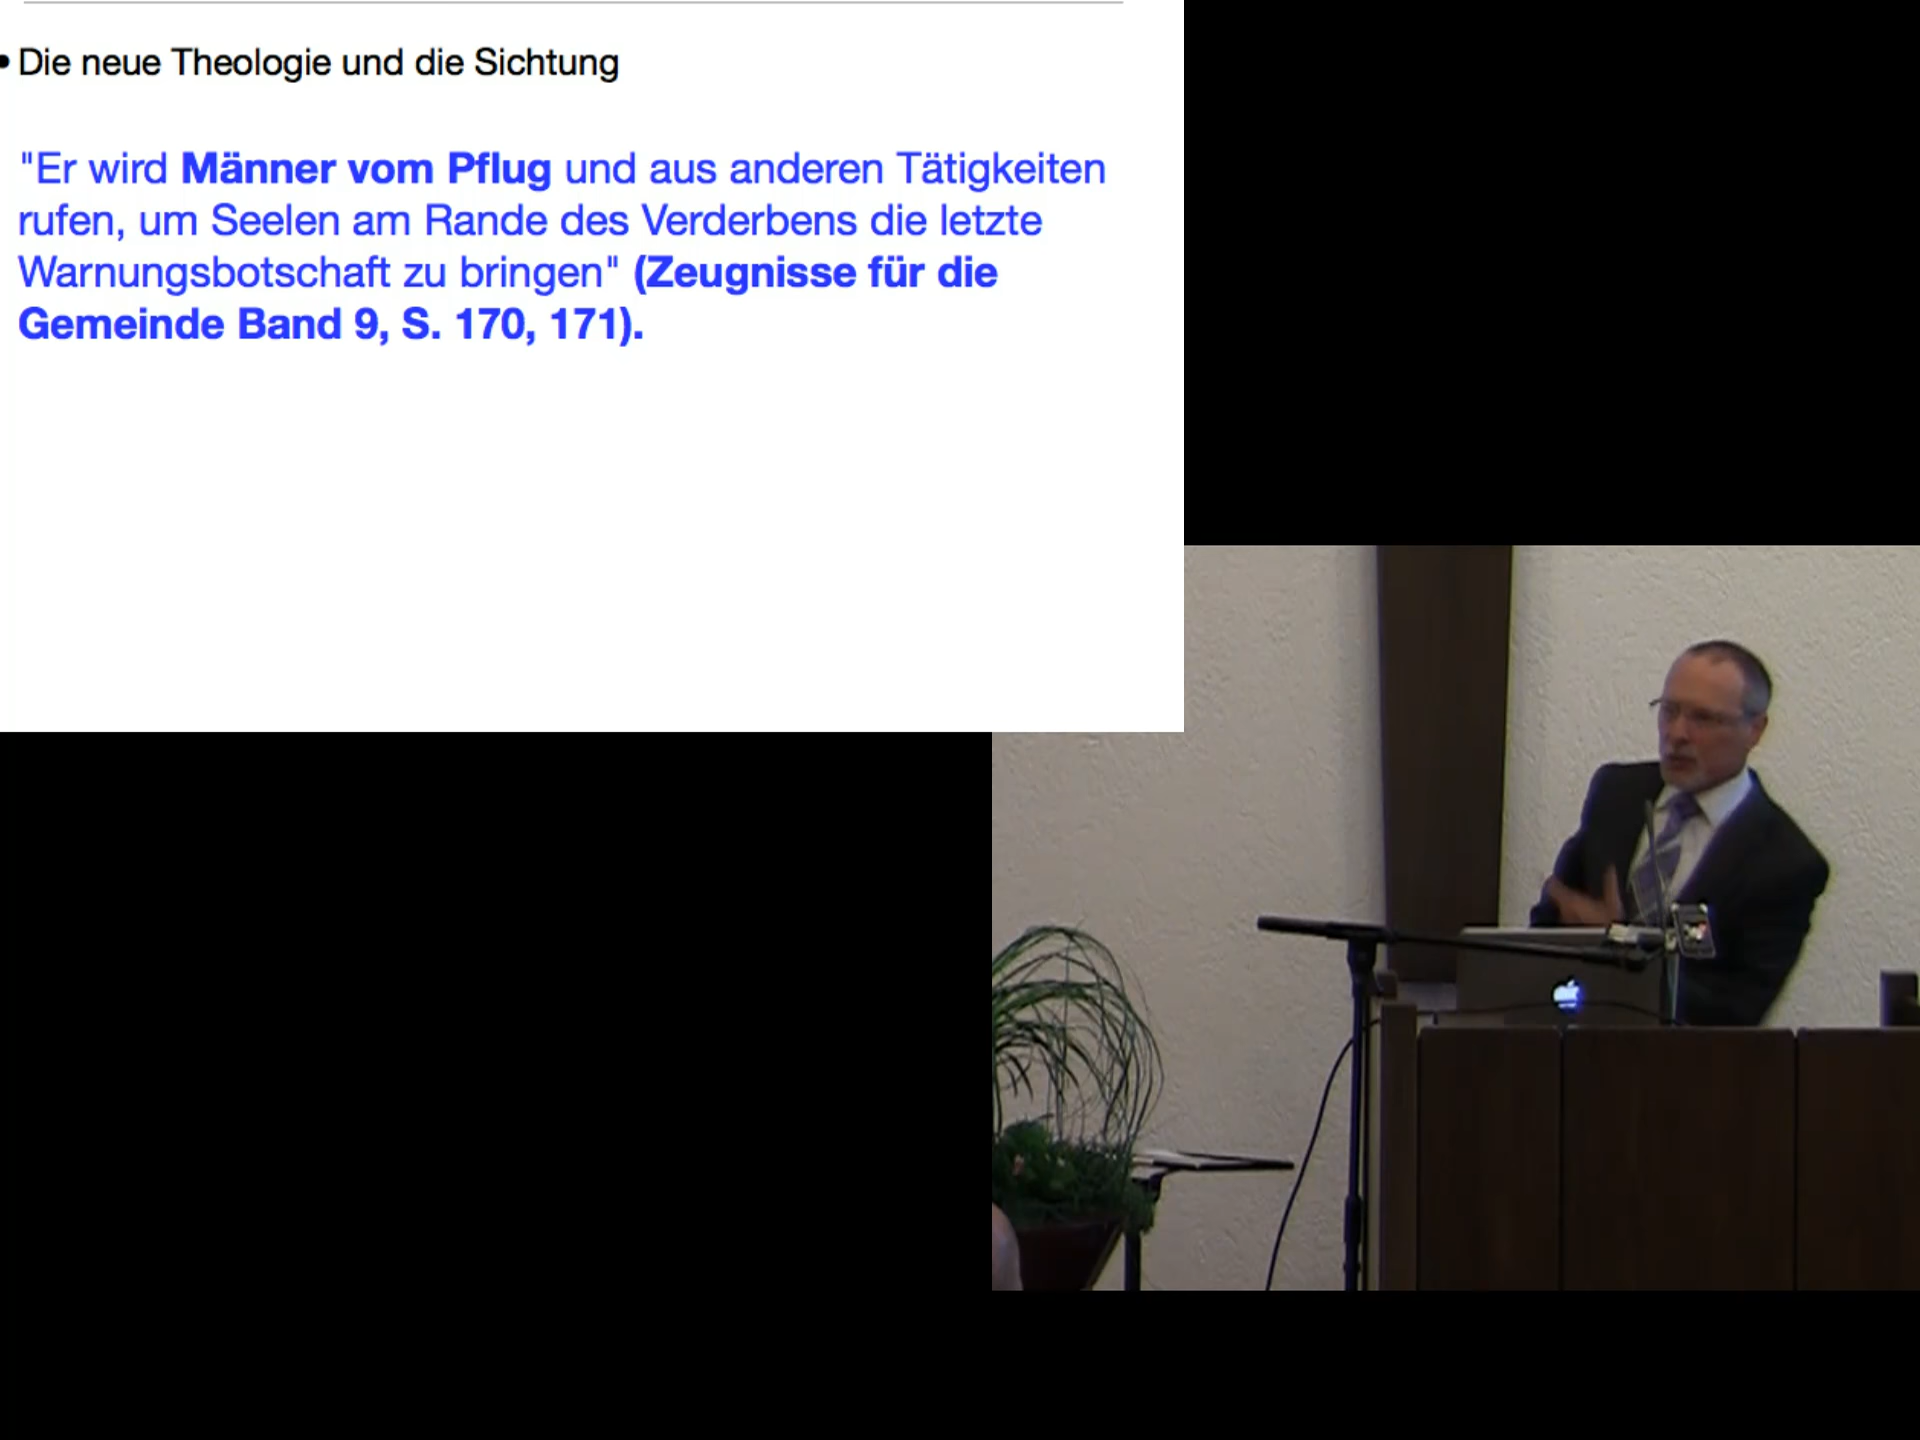 • Die neue Theologie und die Sichtung
"Er wird Männer vom Pflug und aus anderen Tätigkeiten
rufen, um Seelen am Rande des Verderbens die letzte
Warnungsbotschaft zu bringen" (Zeugnisse für die
Gemeinde Band 9, S. 170, 171).